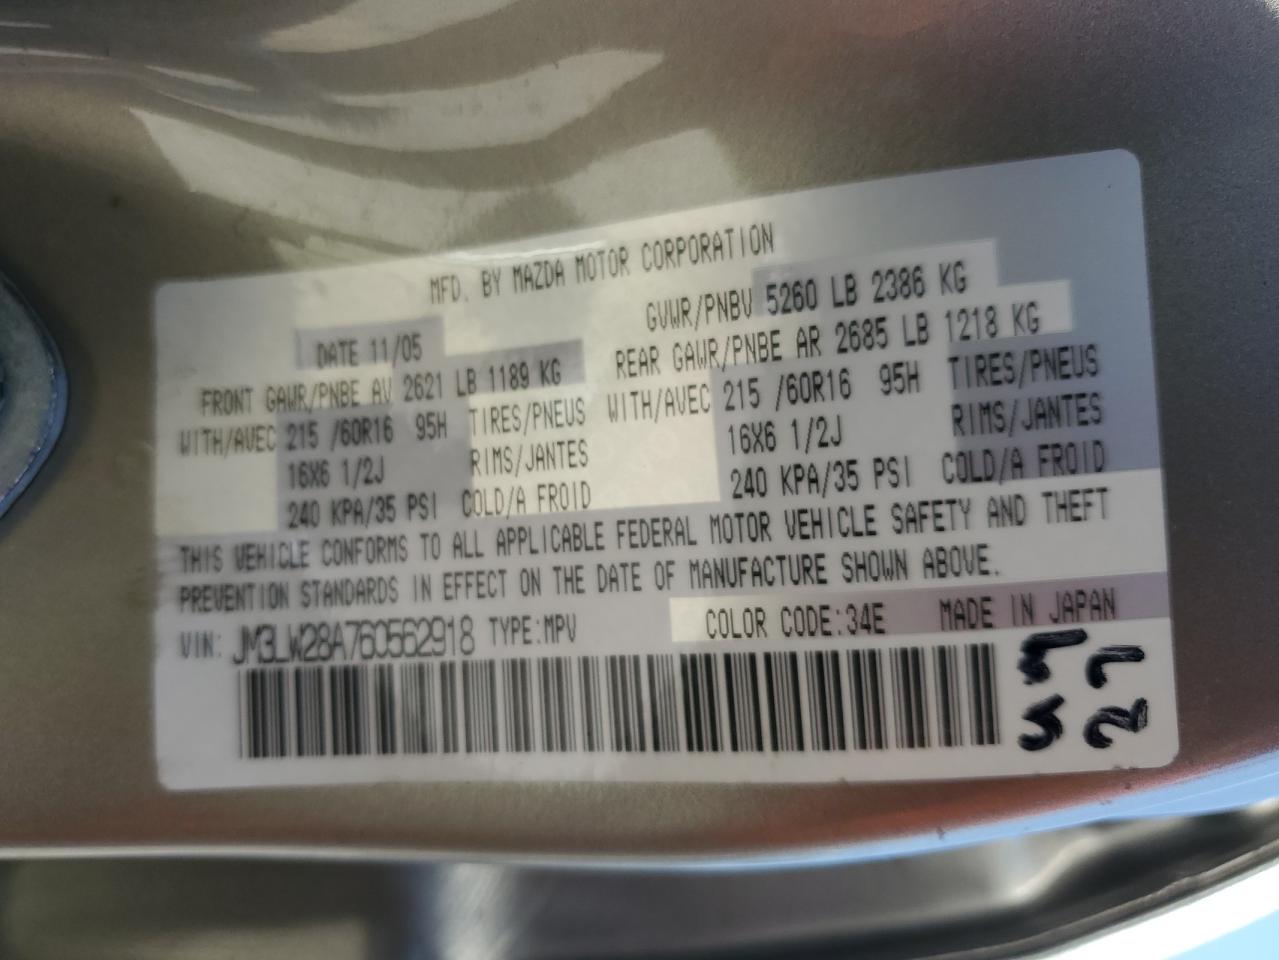 MFD. BY MAZDA MOTOR CORPORATION
DATE 11/05 GVWR/PNBV 5260 LB 2386 KG
FRONT GAWR/PNBE AV 2621 LB 1189 KG REAR GAWR/PNBE AR 2685 LB 1218 KG
WITH/AVEC 215 /60R16 95H TIRES/PNEUS WITH/AVEC 215 /60R16 95H TIRES/PNEUS
16X6 1/2J RIMS/JANTES 16X6 1/2J RIMS/JANTES
240 KPA/35 PSI COLD/A FROID 240 KPA/35 PSI COLD/A FROID
THIS VEHICLE CONFORMS TO ALL APPLICABLE FEDERAL MOTOR VEHICLE SAFETY AND THEFT
PREVENTION STANDARDS IN EFFECT ON THE DATE OF MANUFACTURE SHOWN ABOVE.
VIN: JM3LW28A760562918 TYPE:MPV COLOR CODE:34E MADE IN JAPAN